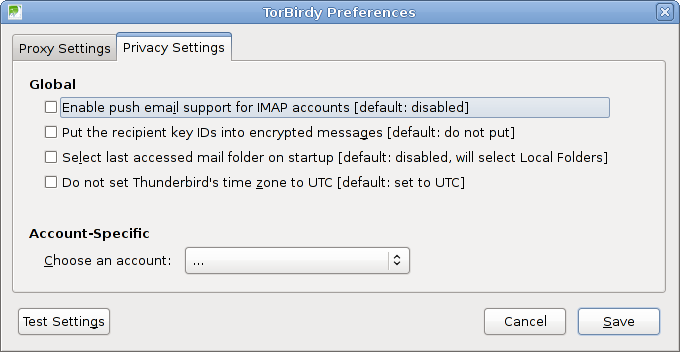 TorBirdy Preferences
Proxy Settings
Privacy Settings
Global
Enable push email support for IMAP accounts [default: disabled]
Put the recipient key IDs into encrypted messages [default: do not put]
Select last accessed mail folder on startup [default: disabled, will select Local Folders]
Do not set Thunderbird's time zone to UTC [default: set to UTC]
Account-Specific
Choose an account:
...
Test Settings
Cancel
Save